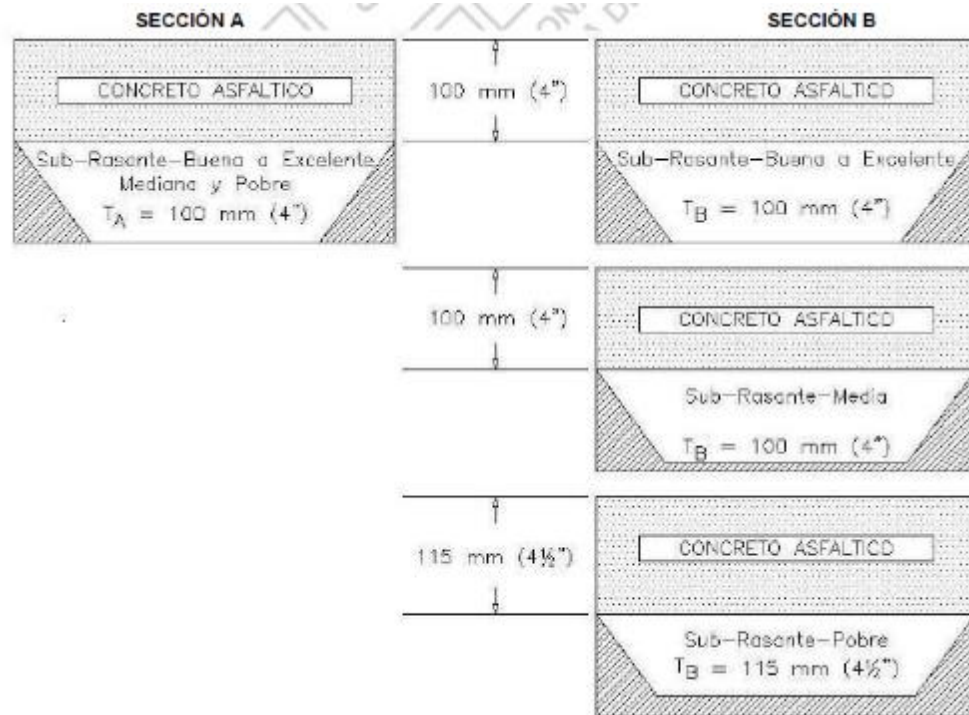 SECCIÓN A
SECCIÓN B
CONCRETO ASFALTICO
Sub-Rasante-Buena a Excelente
Mediana y Pobre
TA = 100 mm (4")
100 mm (4")
CONCRETO ASFALTICO
Sub-Rasante-Buena a Excelente
TB = 100 mm (4")
100 mm (4")
CONCRETO ASFALTICO
Sub-Rasante-Media
TB = 100 mm (4")
115 mm (4½")
CONCRETO ASFALTICO
Sub-Rasante-Pobre
TB = 115 mm (4½")